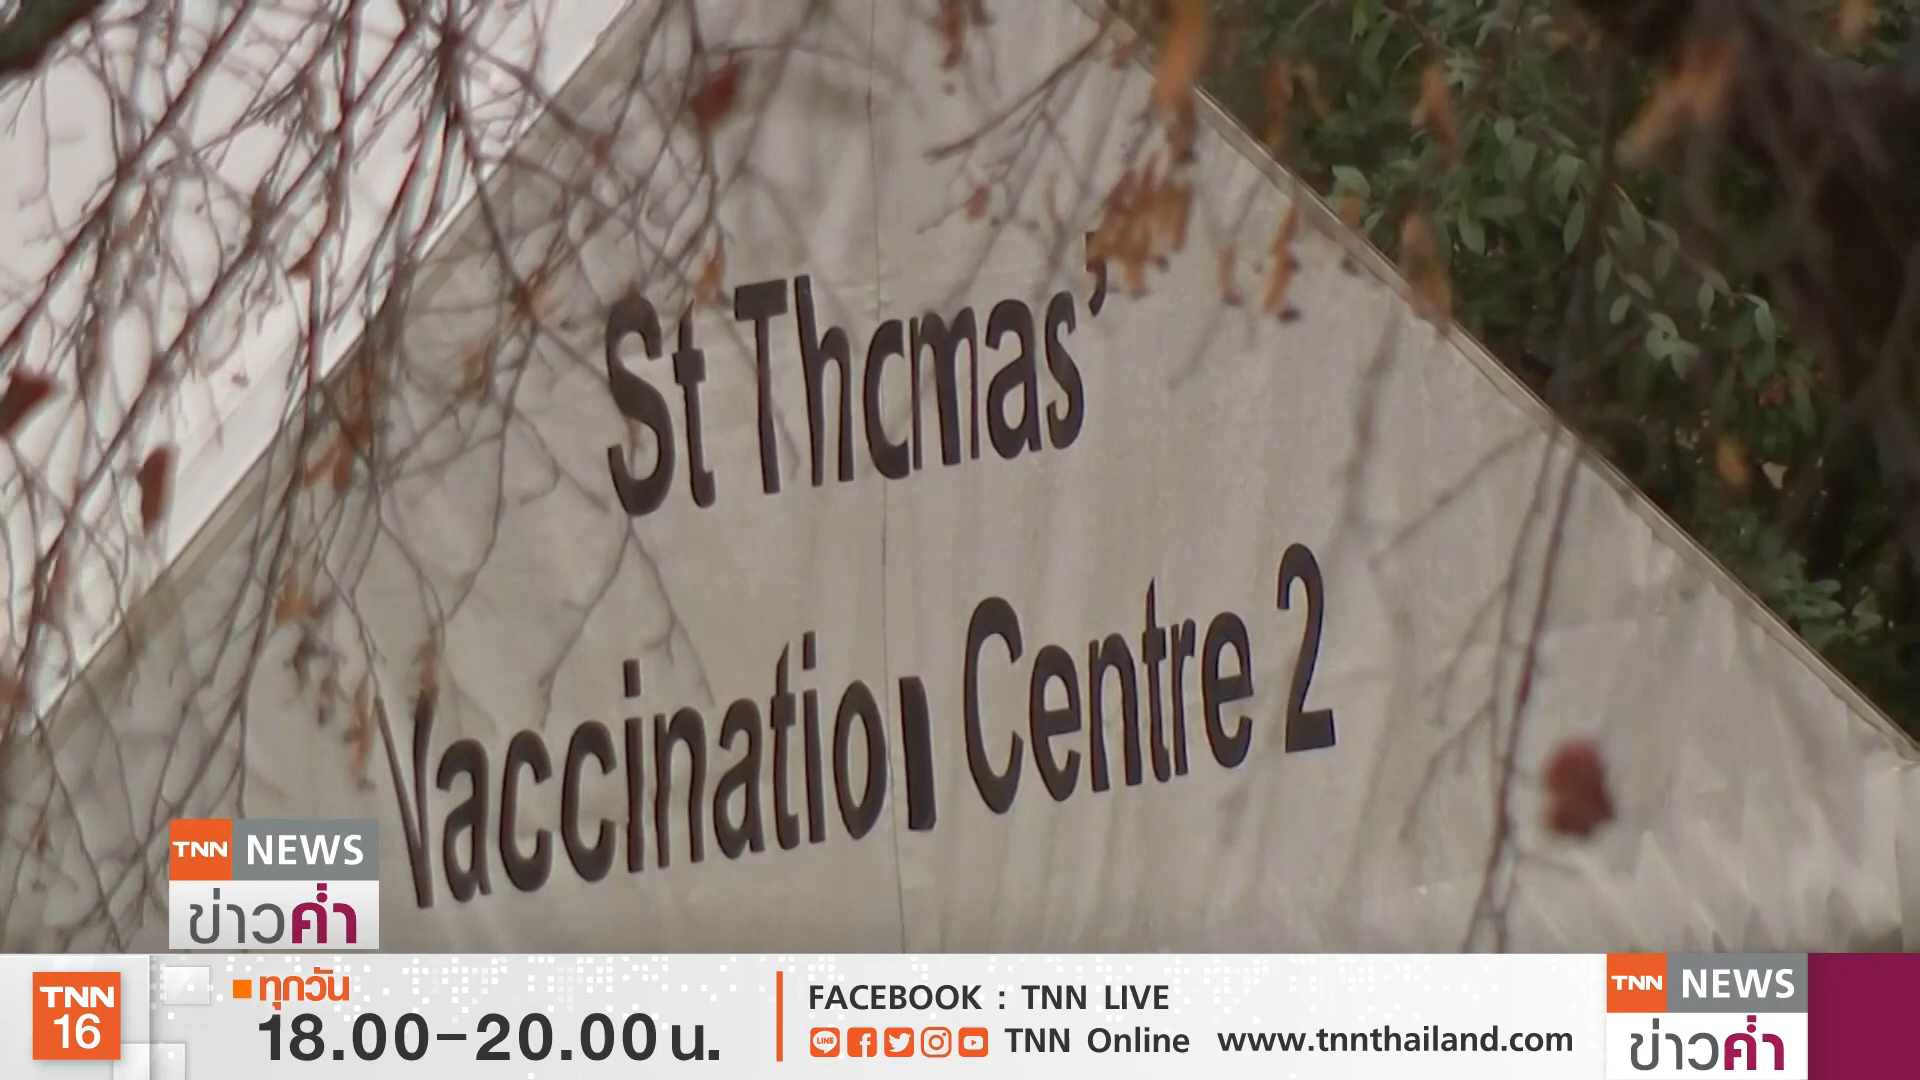 St Thomas'
Vaccination Centre 2
TNN NEWS
ข่าวค่ำ
TNN
16
ทุกวัน
18.00-20.00 น.
FACEBOOK : TNN LIVE
LINE TNN Online www.tnnthailand.com
TNN NEWS
ข่าวค่ำ